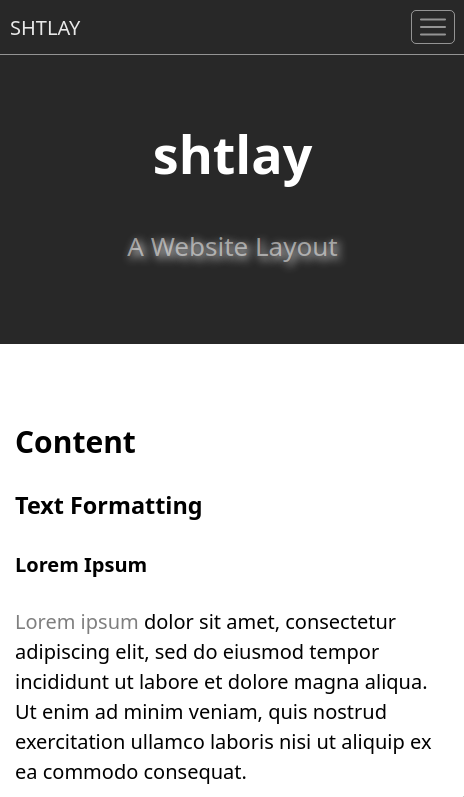 SHTLAY
shtlay
A Website Layout
Content
Text Formatting
Lorem Ipsum
Lorem ipsum dolor sit amet, consectetur
adipiscing elit, sed do eiusmod tempor
incididunt ut labore et dolore magna aliqua.
Ut enim ad minim veniam, quis nostrud
exercitation ullamco laboris nisi ut aliquip ex
ea commodo consequat.